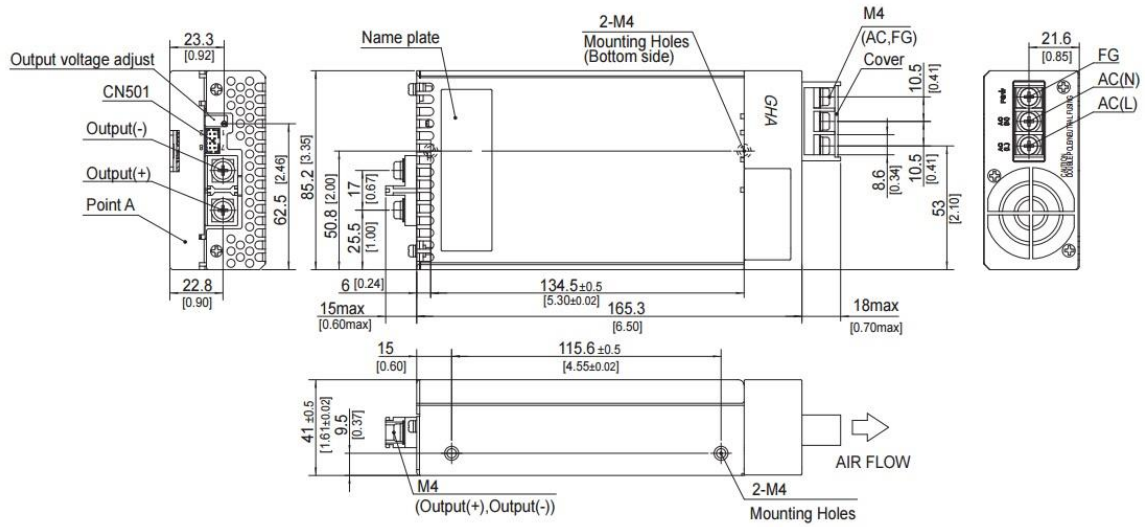 23.3
[0.92]
Output voltage adjust
CN501
Output(-)
Output(+)
Point A
62.5 [2.46]
22.8
[0.90]
Name plate
2-M4
Mounting Holes
(Bottom side)
M4
(AC,FG)
Cover
GHA
85.2 [3.35]
50.8 [2.00]
17
[0.67]
25.5
[1.00]
10.5
[0.41]
10.5
[0.41]
8.6
[0.34]
53
[2.10]
6 [0.24]
134.5±0.5
[5.30±0.02]
15max
[0.60max]
165.3
[6.50]
18max
[0.70max]
21.6
[0.85]
FG
AC(N)
AC(L)
15
[0.60]
115.6 ±0.5
[4.55±0.02]
41 ±0.5
[1.61±0.02]
9.5
[0.37]
AIR FLOW
M4
(Output(+),Output(-))
2-M4
Mounting Holes